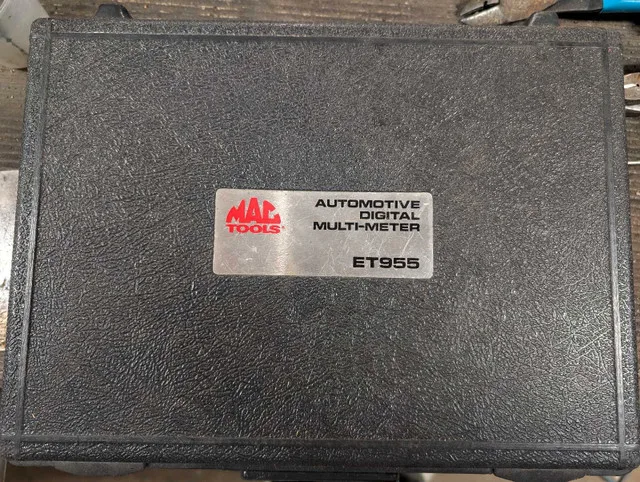 MAC
TOOLS®
AUTOMOTIVE
DIGITAL
MULTI-METER
ET955